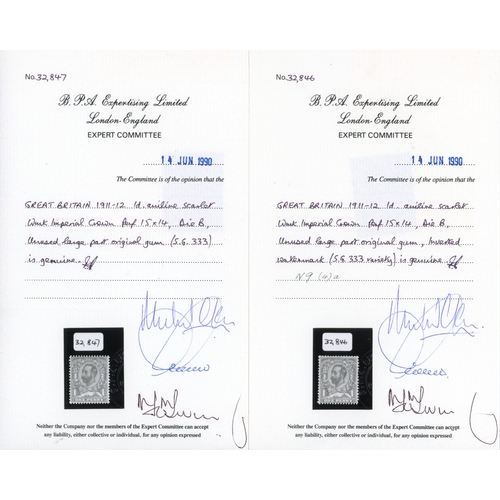 No. 32,847
B. P. A. Expertising Limited
London-England
EXPERT COMMITTEE
14 JUN 1990
The Committee is of the opinion that the
GREAT BRITAIN 1911-12 1d. aniline scarlet
Wmk Imperial Crown Perf 15x14, Die B,
Unused large part original gum (S.G. 333)
is genuine
32,847
Neither the Company nor the members of the Expert Committee can accept
any liability, either collective or individual, for any opinion expressed
No. 32,846
B. P. A. Expertising Limited
London-England
EXPERT COMMITTEE
14 JUN 1990
The Committee is of the opinion that the
GREAT BRITAIN 1911-12 1d. aniline scarlet
Wmk Imperial Crown Perf 15x14, Die B,
Unused large part original gum, Inverted
watermark (S.G. 333 variety) is genuine
N9 (2)a
32,846
Neither the Company nor the members of the Expert Committee can accept
any liability, either collective or individual, for any opinion expressed